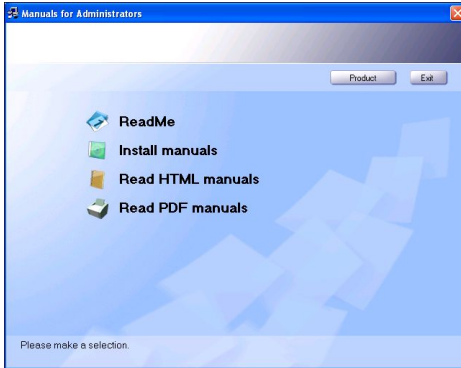 Manuals for Administrators
Product Exit
ReadMe
Install manuals
Read HTML manuals
Read PDF manuals
Please make a selection.